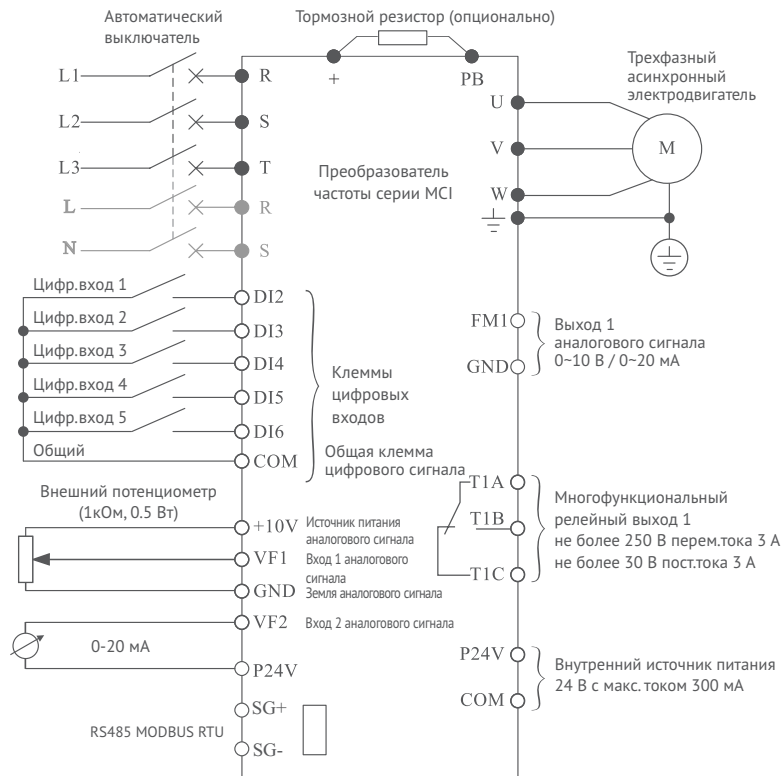 Автоматический
выключатель
Тормозной резистор (опционально)
L1
R
+
PB
Трехфазный
асинхронный
электродвигатель
U
L2
S
V
M
L3
T
Преобразователь
частоты серии MCI
W
L
R
N
S
Цифр.вход 1
DI2
Цифр.вход 2
DI3
Цифр.вход 3
DI4
Цифр.вход 4
DI5
Цифр.вход 5
DI6
Общий
COM
Клеммы
цифровых
входов
Общая клемма
цифрового сигнала
FM1
GND
Выход 1
аналогового сигнала
0~10 В / 0~20 мА
Внешний потенциометр
(1кОм, 0.5 Вт)
+10V
Источник питания
аналогового сигнала
VF1
Вход 1 аналогового
сигнала
GND
Земля аналогового сигнала
VF2
Вход 2 аналогового сигнала
0-20 мА
P24V
T1A
T1B
T1C
Многофункциональный
релейный выход 1
не более 250 В перем.тока 3 А
не более 30 В пост.тока 3 А
P24V
COM
Внутренний источник питания
24 В с макс. током 300 мА
SG+
RS485 MODBUS RTU
SG-